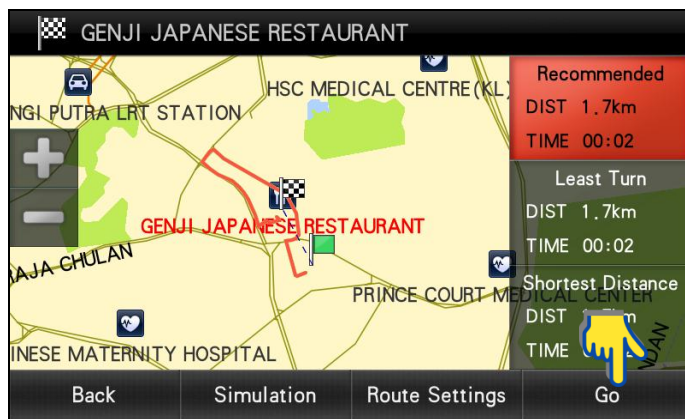 GENJI JAPANESE RESTAURANT
HSC MEDICAL CENTRE (KL)
NGI PUTRA LRT STATION
GENJI JAPANESE RESTAURANT
RAJA CHULAN
PRINCE COURT MEDICAL CENTER
INESE MATERNITY HOSPITAL
Recommended
DIST 1.7km
TIME 00:02
Least Turn
DIST 1.7km
TIME 00:02
Shortest Distance
DIST
TIME
Back
Simulation
Route Settings
Go